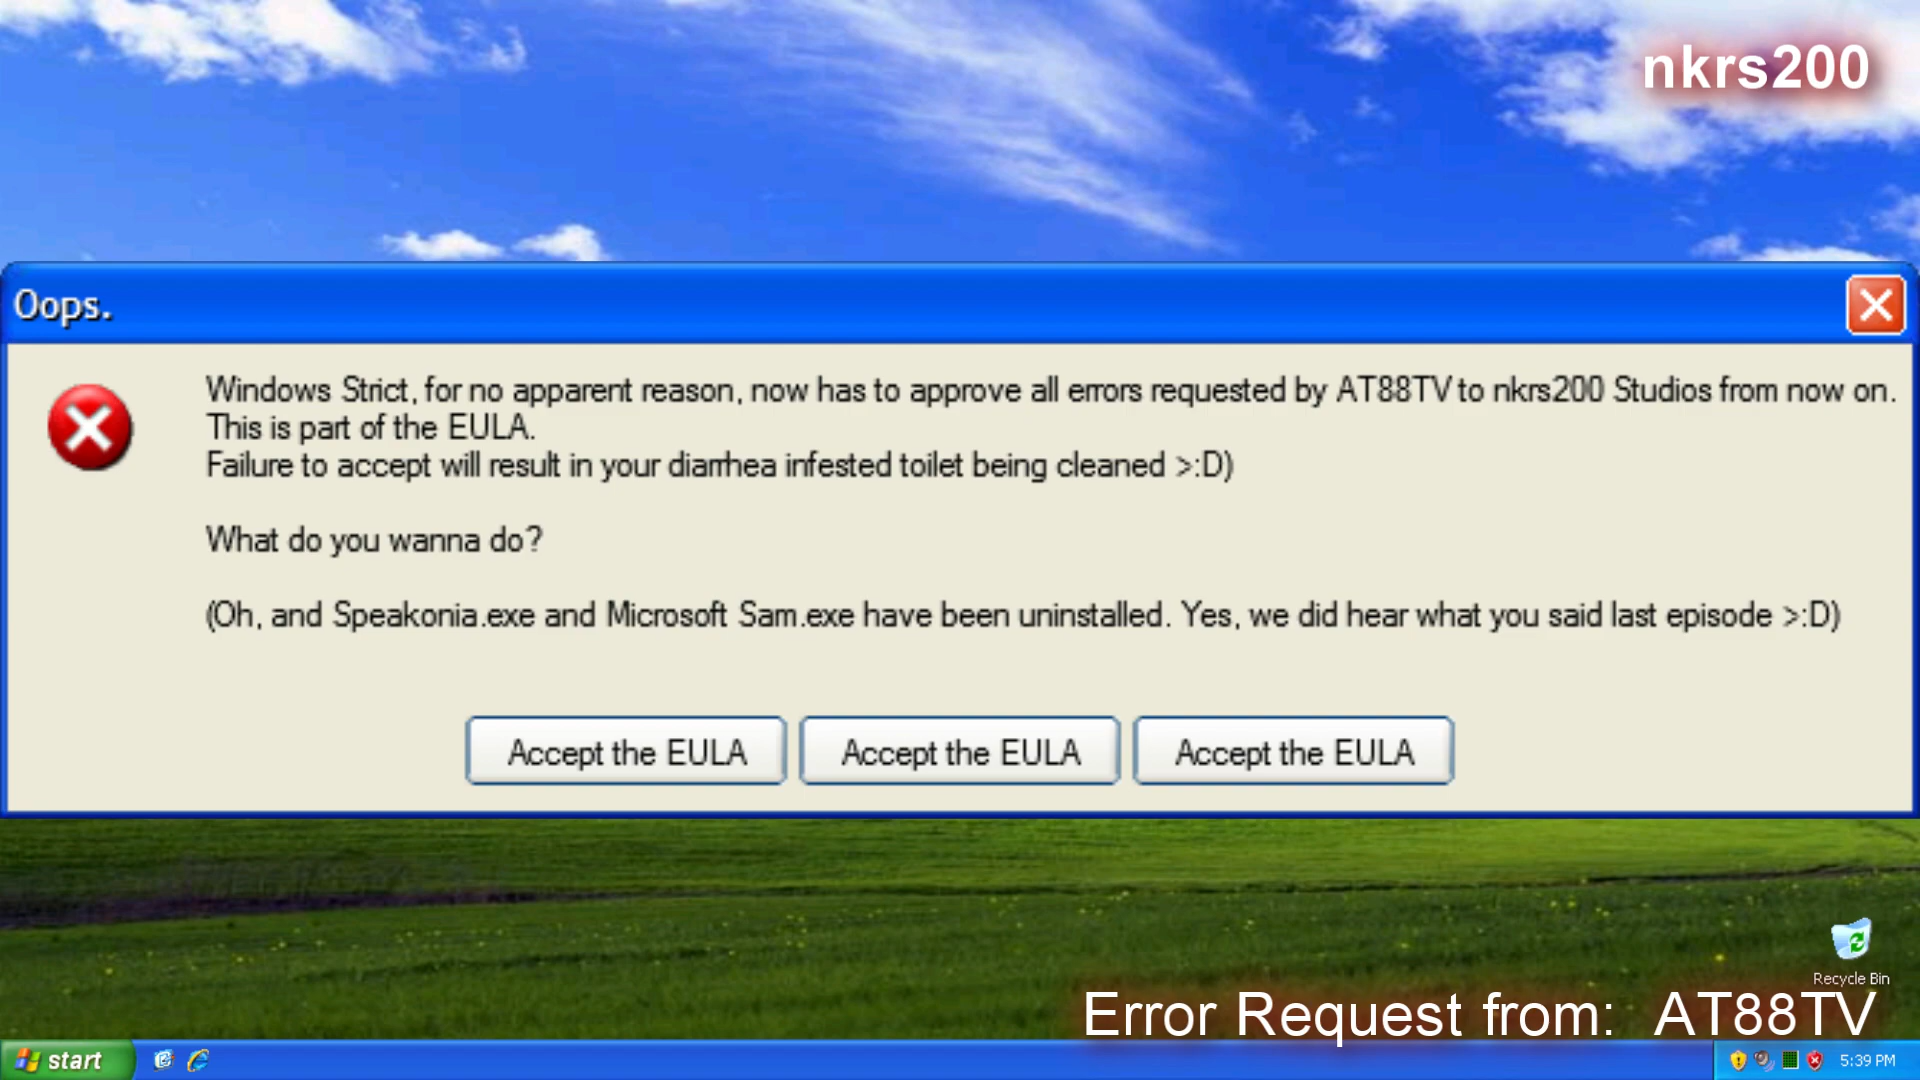 nkrs200
Oops.
Windows Strict, for no apparent reason, now has to approve all errors requested by AT88TV to nkrs200 Studios from now on.
This is part of the EULA.
Failure to accept will result in your diarrhea infested toilet being cleaned >:D)
What do you wanna do?
(Oh, and Speakonia.exe and Microsoft Sam.exe have been uninstalled. Yes, we did hear what you said last episode >:D)
Accept the EULA Accept the EULA Accept the EULA
Recycle Bin
Error Request from: AT88TV
start 5:39 PM